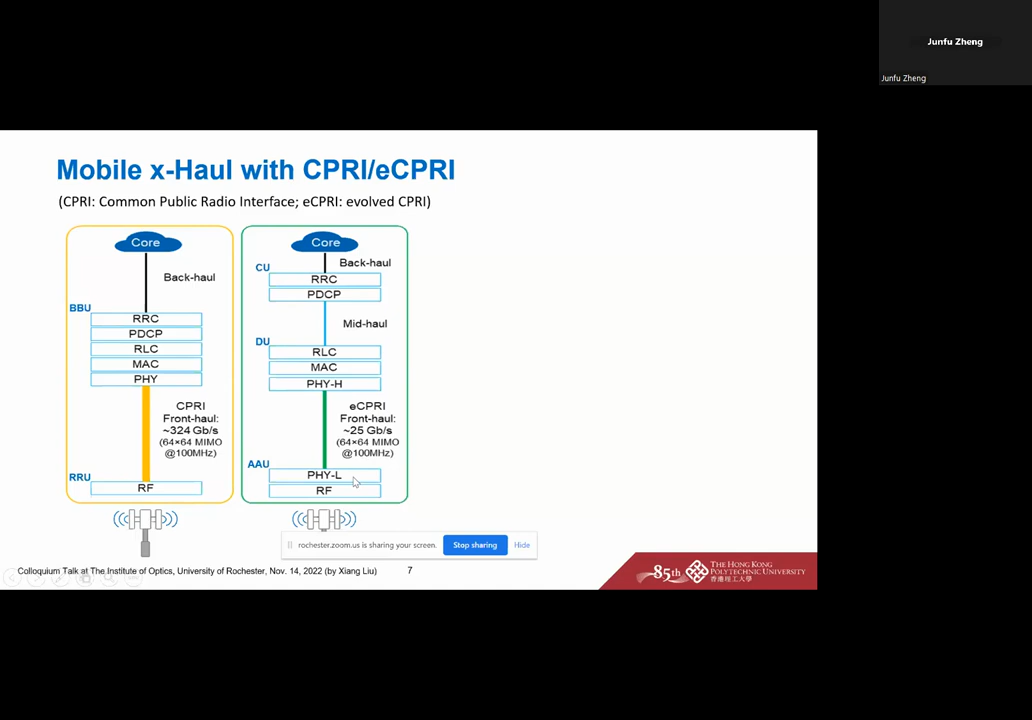 Junfu Zheng
Junfu Zheng
Mobile x-Haul with CPRI/eCPRI
(CPRI: Common Public Radio Interface; eCPRI: evolved CPRI)
Core
Back-haul
BBU
RRC
PDCP
RLC
MAC
PHY
CPRI
Front-haul:
~324 Gb/s
(64×64 MIMO
@100MHz)
RRU
RF
Core
Back-haul
CU
RRC
PDCP
Mid-haul
DU
RLC
MAC
PHY-H
eCPRI
Front-haul:
~25 Gb/s
(64×64 MIMO
@100MHz)
AAU
PHY-L
RF
rochester.zoom.us is sharing your screen.
Stop sharing
Hide
Colloquium Talk at The Institute of Optics, University of Rochester, Nov. 14, 2022 (by Xiang Liu)
7
85th
THE HONG KONG
POLYTECHNIC UNIVERSITY
香港理工大學